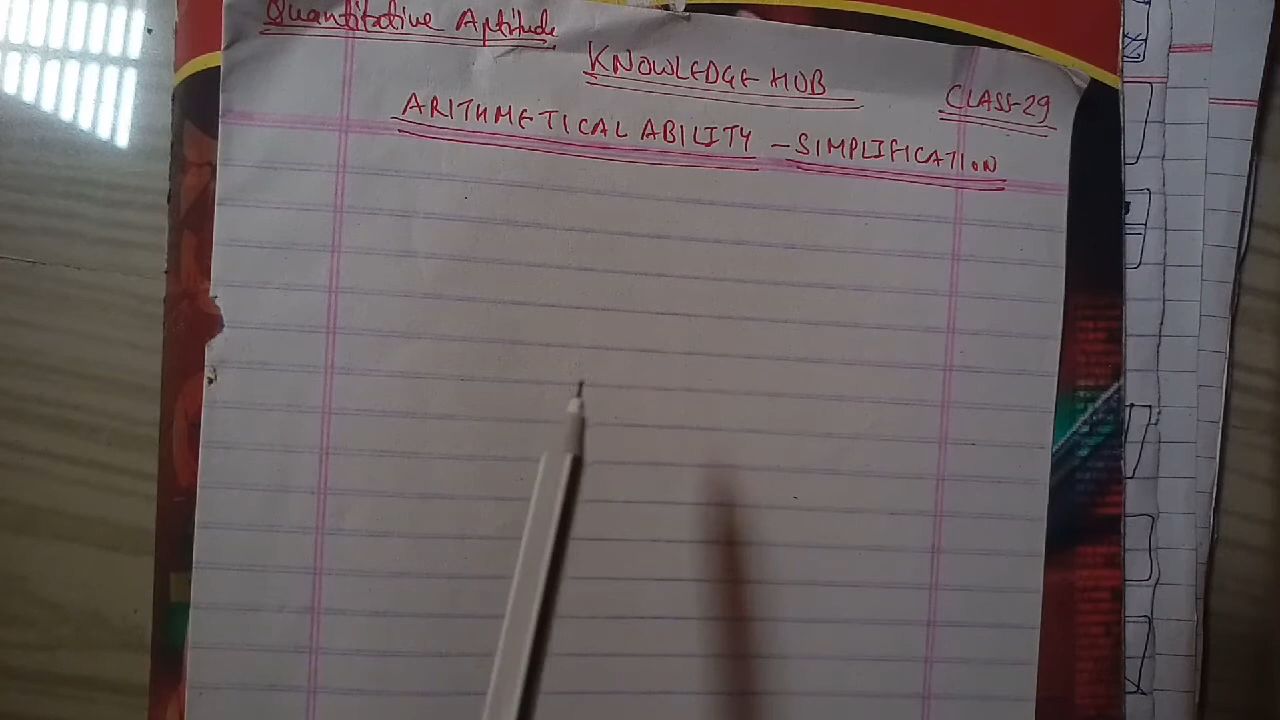 Quantitative Aptitude
KNOWLEDGE HUB
CLASS-29
ARITHMETICAL ABILITY - SIMPLIFICATION